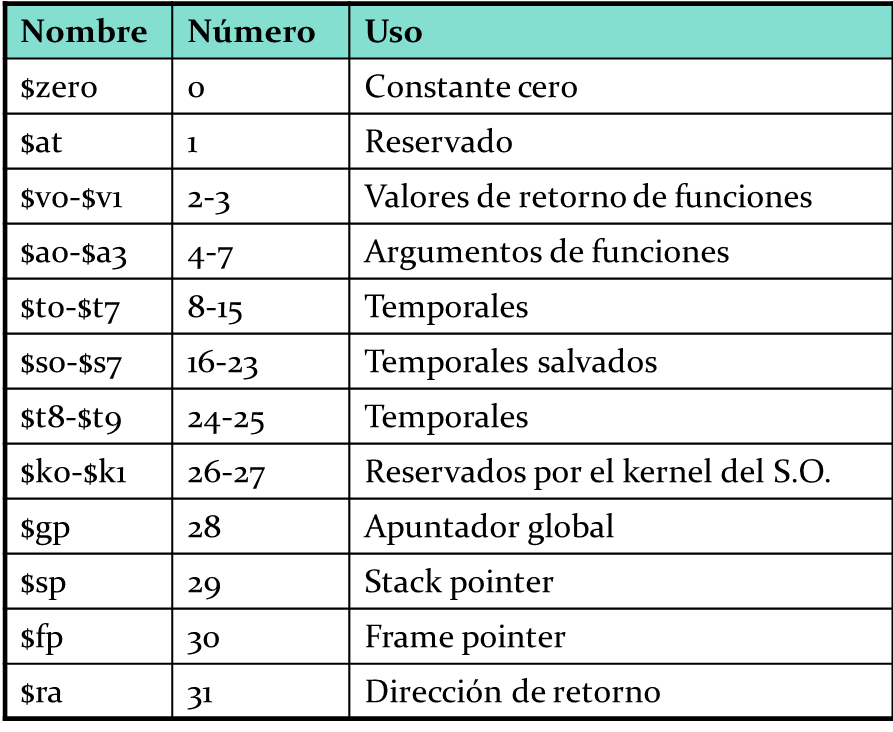 Nombre Número Uso
$zero 0 Constante cero
$at 1 Reservado
$v0-$v1 2-3 Valores de retorno de funciones
$a0-$a3 4-7 Argumentos de funciones
$t0-$t7 8-15 Temporales
$s0-$s7 16-23 Temporales salvados
$t8-$t9 24-25 Temporales
$k0-$k1 26-27 Reservados por el kernel del S.O.
$gp 28 Apuntador global
$sp 29 Stack pointer
$fp 30 Frame pointer
$ra 31 Dirección de retorno